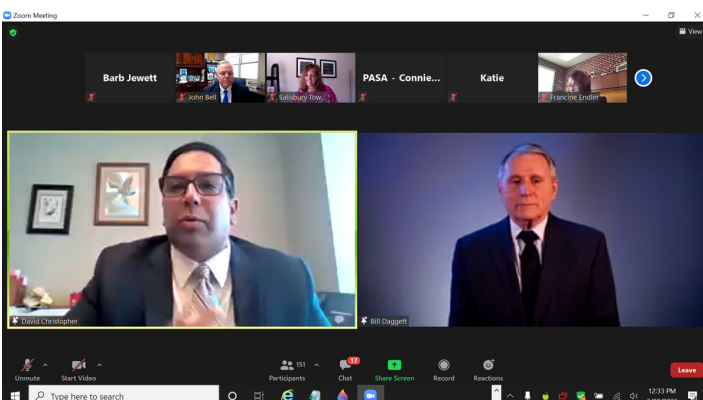 Zoom Meeting
View
Barb Jewett
John Bell
Salisbury Tow...
PASA - Connie...
Katie
Francine Endler
David Christopher
Bill Daggett
Unmute
Start Video
151
Participants
17
Chat
Share Screen
Record
Reactions
Leave
Type here to search
12:33 PM